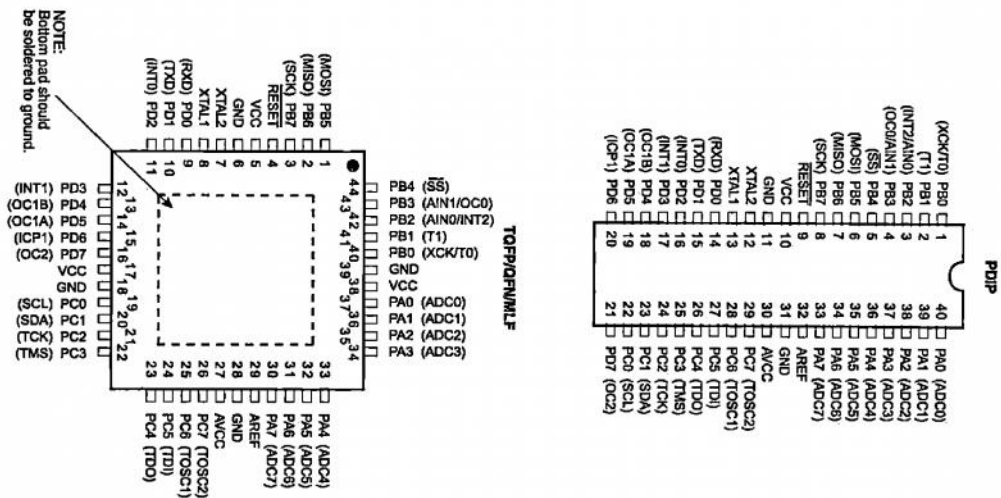 PDIP
(XCK/T0) PB0 1 40 PA0 (ADC0)
(T1) PB1 2 39 PA1 (ADC1)
(INT2/AIN0) PB2 3 38 PA2 (ADC2)
(OC0/AIN1) PB3 4 37 PA3 (ADC3)
(SS) PB4 5 36 PA4 (ADC4)
(MOSI) PB5 6 35 PA5 (ADC5)
(MISO) PB6 7 34 PA6 (ADC6)
(SCK) PB7 8 33 PA7 (ADC7)
RESET 9 32 AREF
VCC 10 31 GND
GND 11 30 AVCC
XTAL2 12 29 PC7 (TOSC2)
XTAL1 13 28 PC6 (TOSC1)
(RXD) PD0 14 27 PC5 (TDI)
(TXD) PD1 15 26 PC4 (TDO)
(INT0) PD2 16 25 PC3 (TMS)
(INT1) PD3 17 24 PC2 (TCK)
(OC1B) PD4 18 23 PC1 (SDA)
(OC1A) PD5 19 22 PC0 (SCL)
(ICP1) PD6 20 21 PD7 (OC2)
TQFP/QFN/MLF
PB4 (SS)
PB3 (AIN1/OC0)
PB2 (AIN0/INT2)
PB1 (T1)
PB0 (XCK/T0)
GND
VCC
PA0 (ADC0)
PA1 (ADC1)
PA2 (ADC2)
PA3 (ADC3)
44 43 42 41 40 39 38 37 36 35 34
(MOSI) PB5 1 33 PA4 (ADC4)
(MISO) PB6 2 32 PA5 (ADC5)
(SCK) PB7 3 31 PA6 (ADC6)
RESET 4 30 PA7 (ADC7)
VCC 5 29 AREF
GND 6 28 GND
XTAL2 7 27 AVCC
XTAL1 8 26 PC7 (TOSC2)
(RXD) PD0 9 25 PC6 (TOSC1)
(TXD) PD1 10 24 PC5 (TDI)
(INT0) PD2 11 23 PC4 (TDO)
12 13 14 15 16 17 18 19 20 21 22
(INT1) PD3
(OC1B) PD4
(OC1A) PD5
(ICP1) PD6
(OC2) PD7
VCC
GND
(SCL) PC0
(SDA) PC1
(TCK) PC2
(TMS) PC3
NOTE:
Bottom pad should
be soldered to ground.